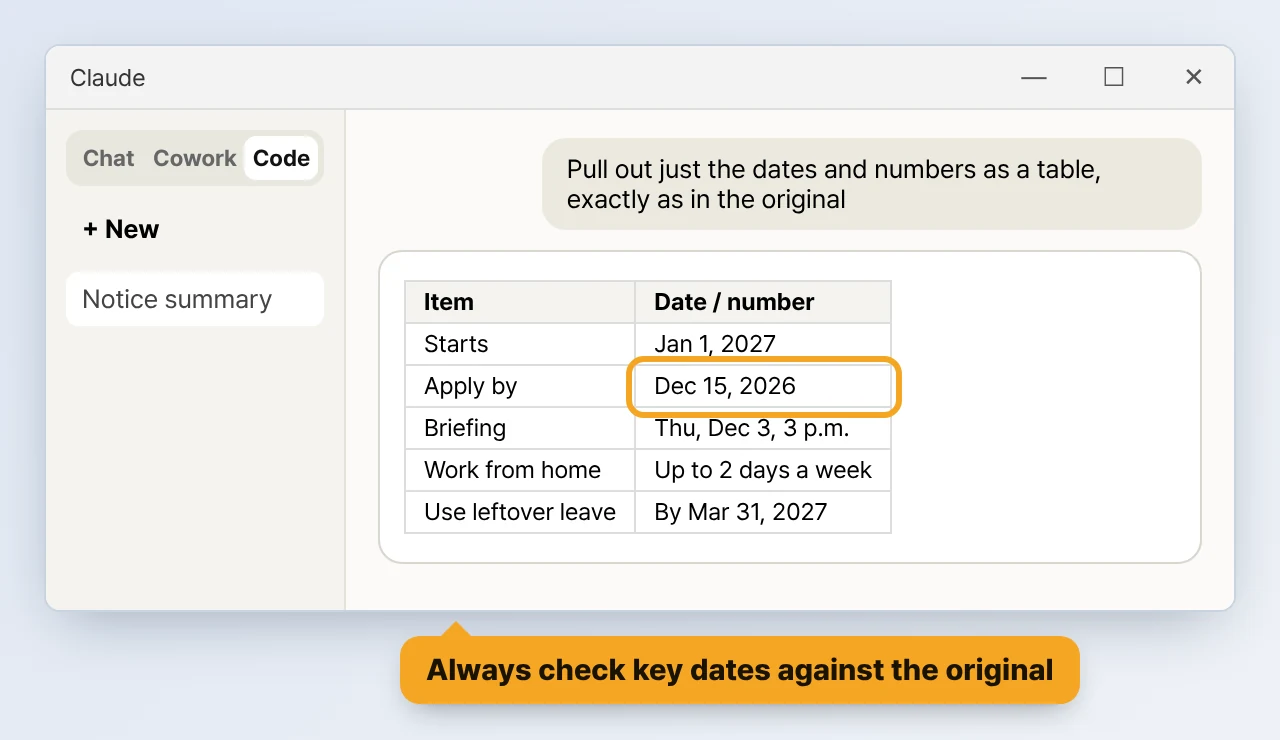 Claude
Chat Cowork Code
+ New
Notice summary
Pull out just the dates and numbers as a table,
exactly as in the original
Item Date / number
Starts Jan 1, 2027
Apply by Dec 15, 2026
Briefing Thu, Dec 3, 3 p.m.
Work from home Up to 2 days a week
Use leftover leave By Mar 31, 2027
Always check key dates against the original